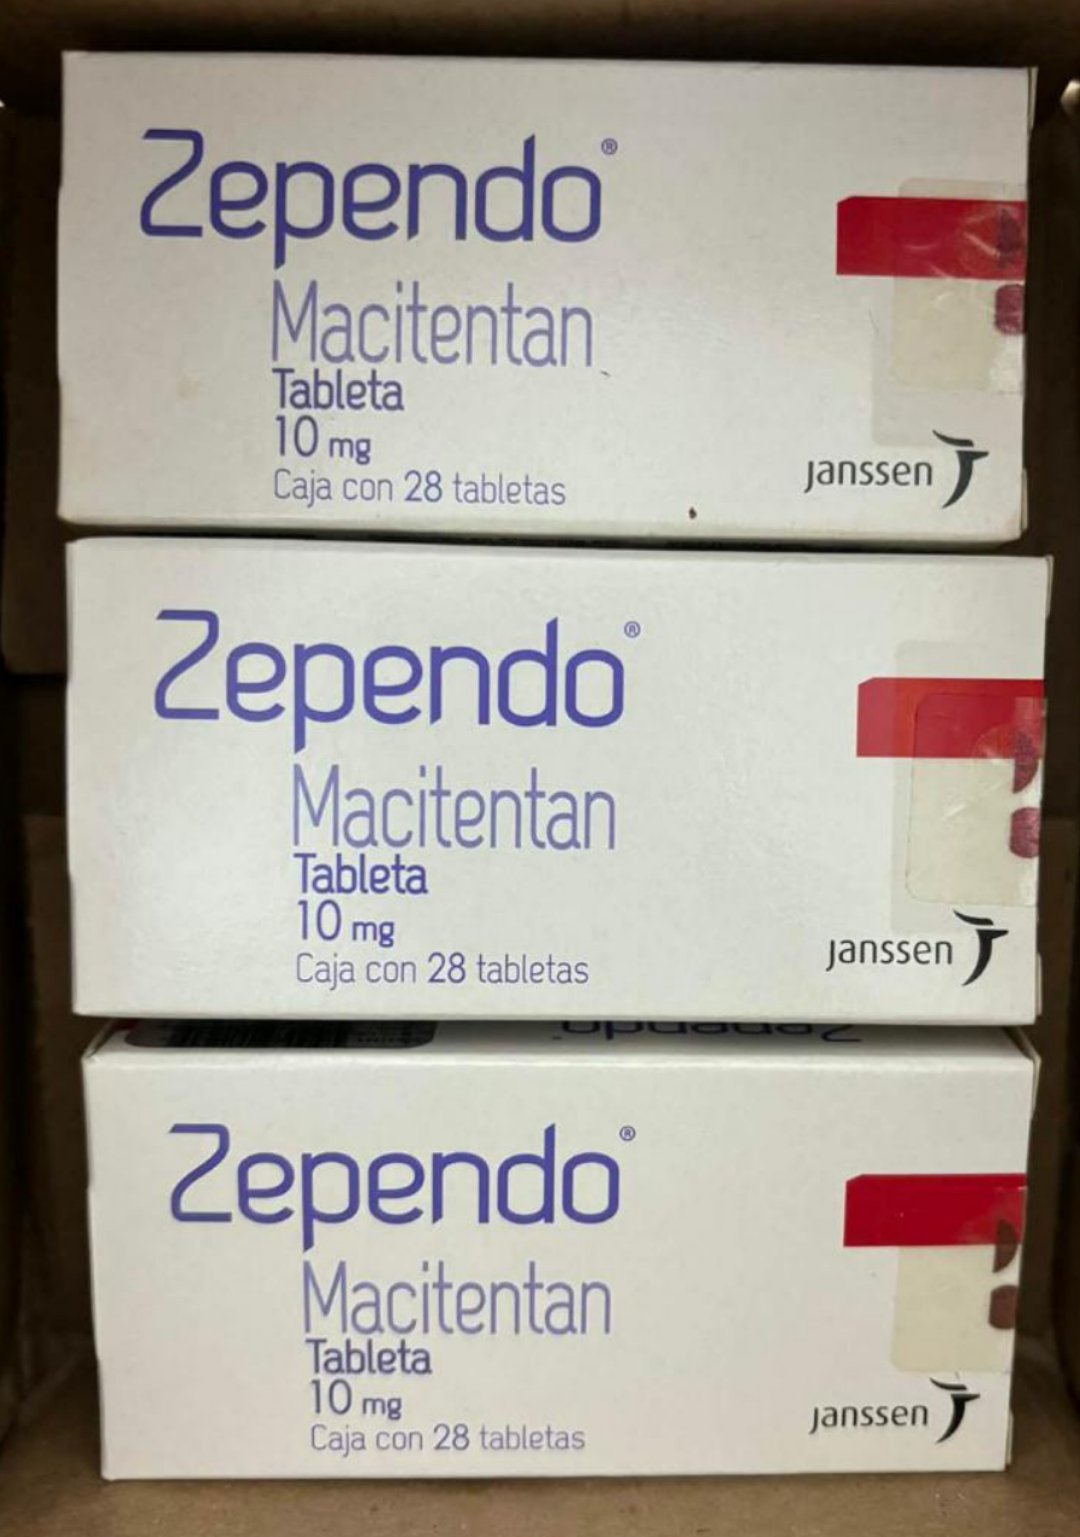 Zependo®
Macitentan
Tableta
10 mg
Caja con 28 tabletas
Janssen
Zependo®
Macitentan
Tableta
10 mg
Caja con 28 tabletas
Janssen
Zependo
Zependo®
Macitentan
Tableta
10 mg
Caja con 28 tabletas
Janssen